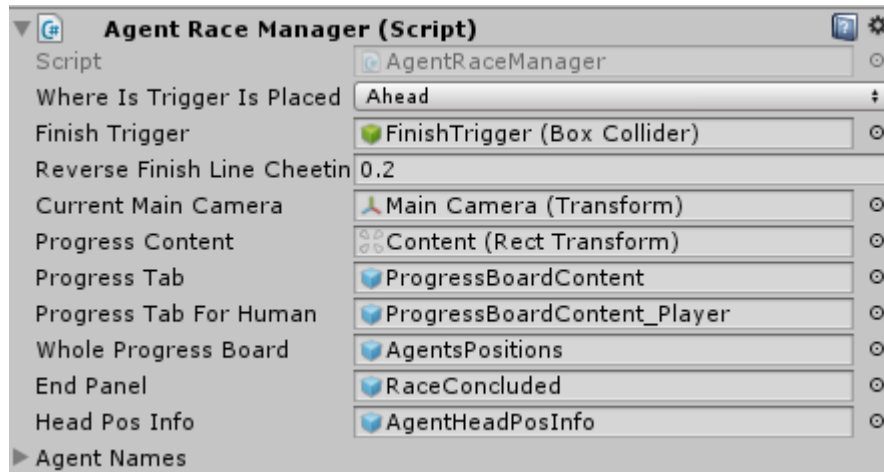 Agent Race Manager (Script)
Script AgentRaceManager
Where Is Trigger Is Placed Ahead
Finish Trigger FinishTrigger (Box Collider)
Reverse Finish Line Cheetin 0.2
Current Main Camera Main Camera (Transform)
Progress Content Content (Rect Transform)
Progress Tab ProgressBoardContent
Progress Tab For Human ProgressBoardContent_Player
Whole Progress Board AgentsPositions
End Panel RaceConcluded
Head Pos Info AgentHeadPosInfo
Agent Names